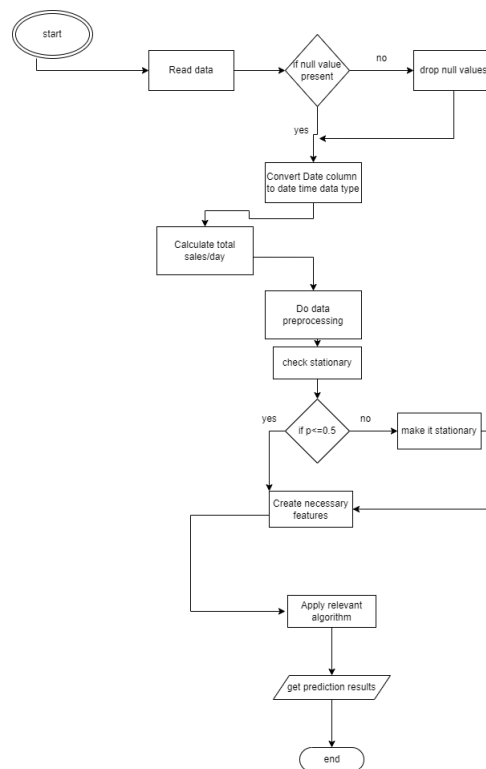 start
Read data
if null value
present
no
drop null values
yes
Convert Date column
to date time data type
Calculate total
sales/day
Do data
preprocessing
check stationary
yes
if p<=0.5
no
make it stationary
Create necessary
features
Apply relevant
algorithm
get prediction results
end